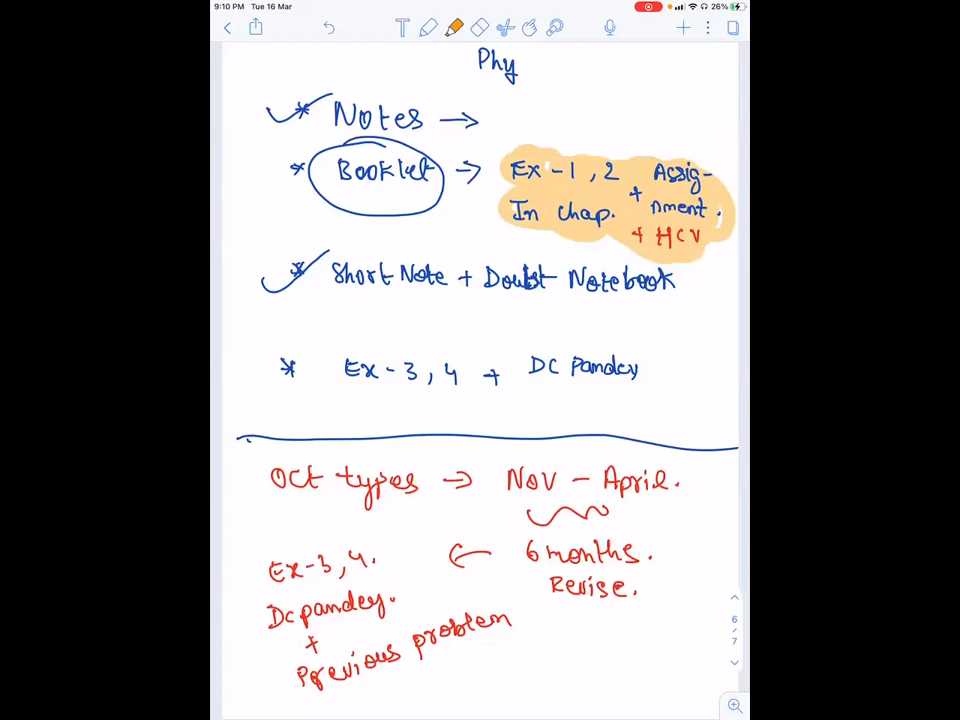 9:10 PM Tue 16 Mar 26%
Phy
* Notes →
* Booklet → Ex - 1, 2 Assig-
In chap. + nment.
+ HCV
* Short Note + Doubt Notebook
* Ex - 3, 4 + DC Pandey
Oct types → Nov - April.
6 months.
Revise.
Ex-3, 4.
Dc pandey.
+
Previous problem
6
/
7